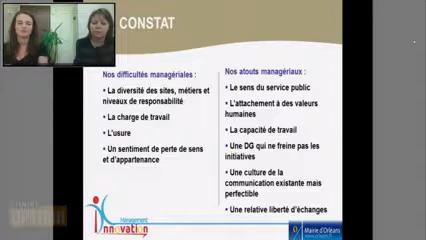 CONSTAT
Nos difficultés managériales :
La diversité des sites, métiers et
niveaux de responsabilité
La charge de travail
L'usure
Un sentiment de perte de sens
et d'appartenance
Nos atouts managériaux :
Le sens du service public
L'attachement à des valeurs
humaines
La capacité de travail
Une DG qui ne freine pas les
initiatives
Une culture de la
communication existante mais
perfectible
Une relative liberté d'échanges
Management
innovation
Mairie d'Orléans